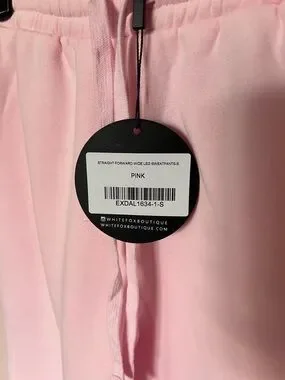 STRAIGHT FORWARD WIDE LEG SWEATPANTS-S
PINK
EXDAL1634-1-S
WHITEFOXBOUTIQUE
WHITEFOXBOUTIQUE.COM